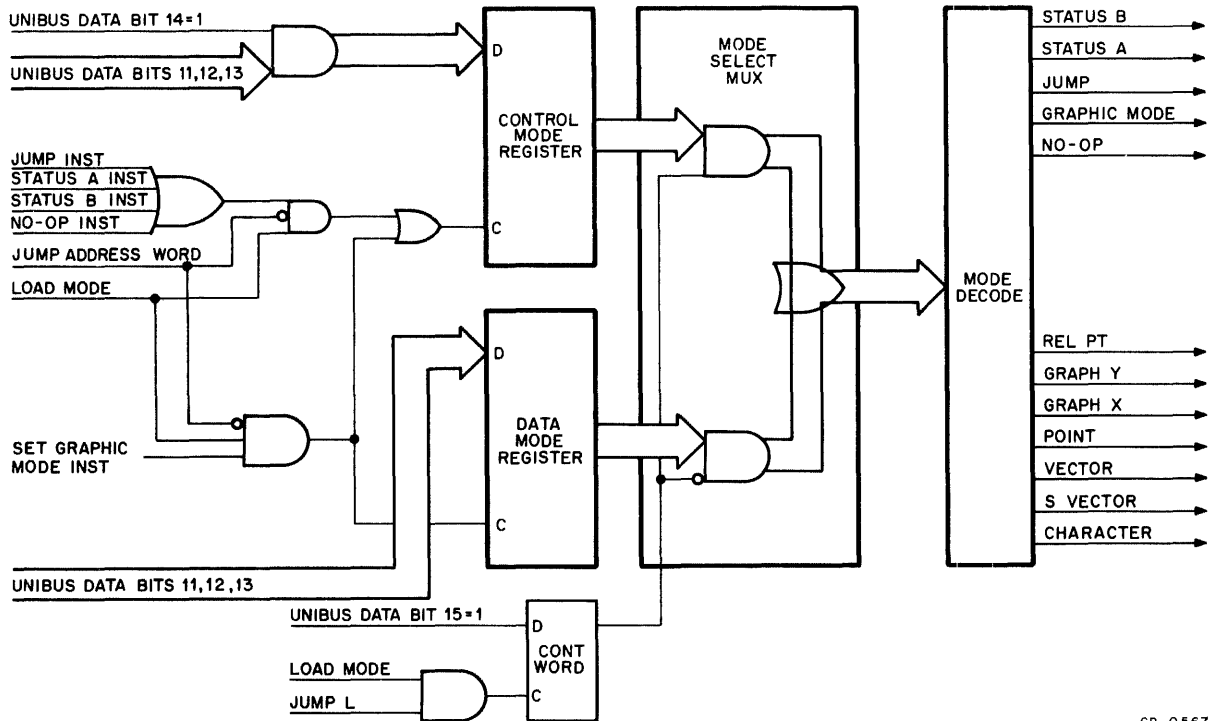 UNIBUS DATA BIT 14=1
UNIBUS DATA BITS 11,12,13
D
CONTROL
MODE
REGISTER
C
MODE
SELECT
MUX
JUMP INST
STATUS A INST
STATUS B INST
NO-OP INST
JUMP ADDRESS WORD
LOAD MODE
SET GRAPHIC
MODE INST
D
DATA
MODE
REGISTER
C
UNIBUS DATA BITS 11,12,13
UNIBUS DATA BIT 15=1
D
CONT
WORD
C
LOAD MODE
JUMP L
MODE
DECODE
STATUS B
STATUS A
JUMP
GRAPHIC MODE
NO-OP
REL PT
GRAPH Y
GRAPH X
POINT
VECTOR
S VECTOR
CHARACTER